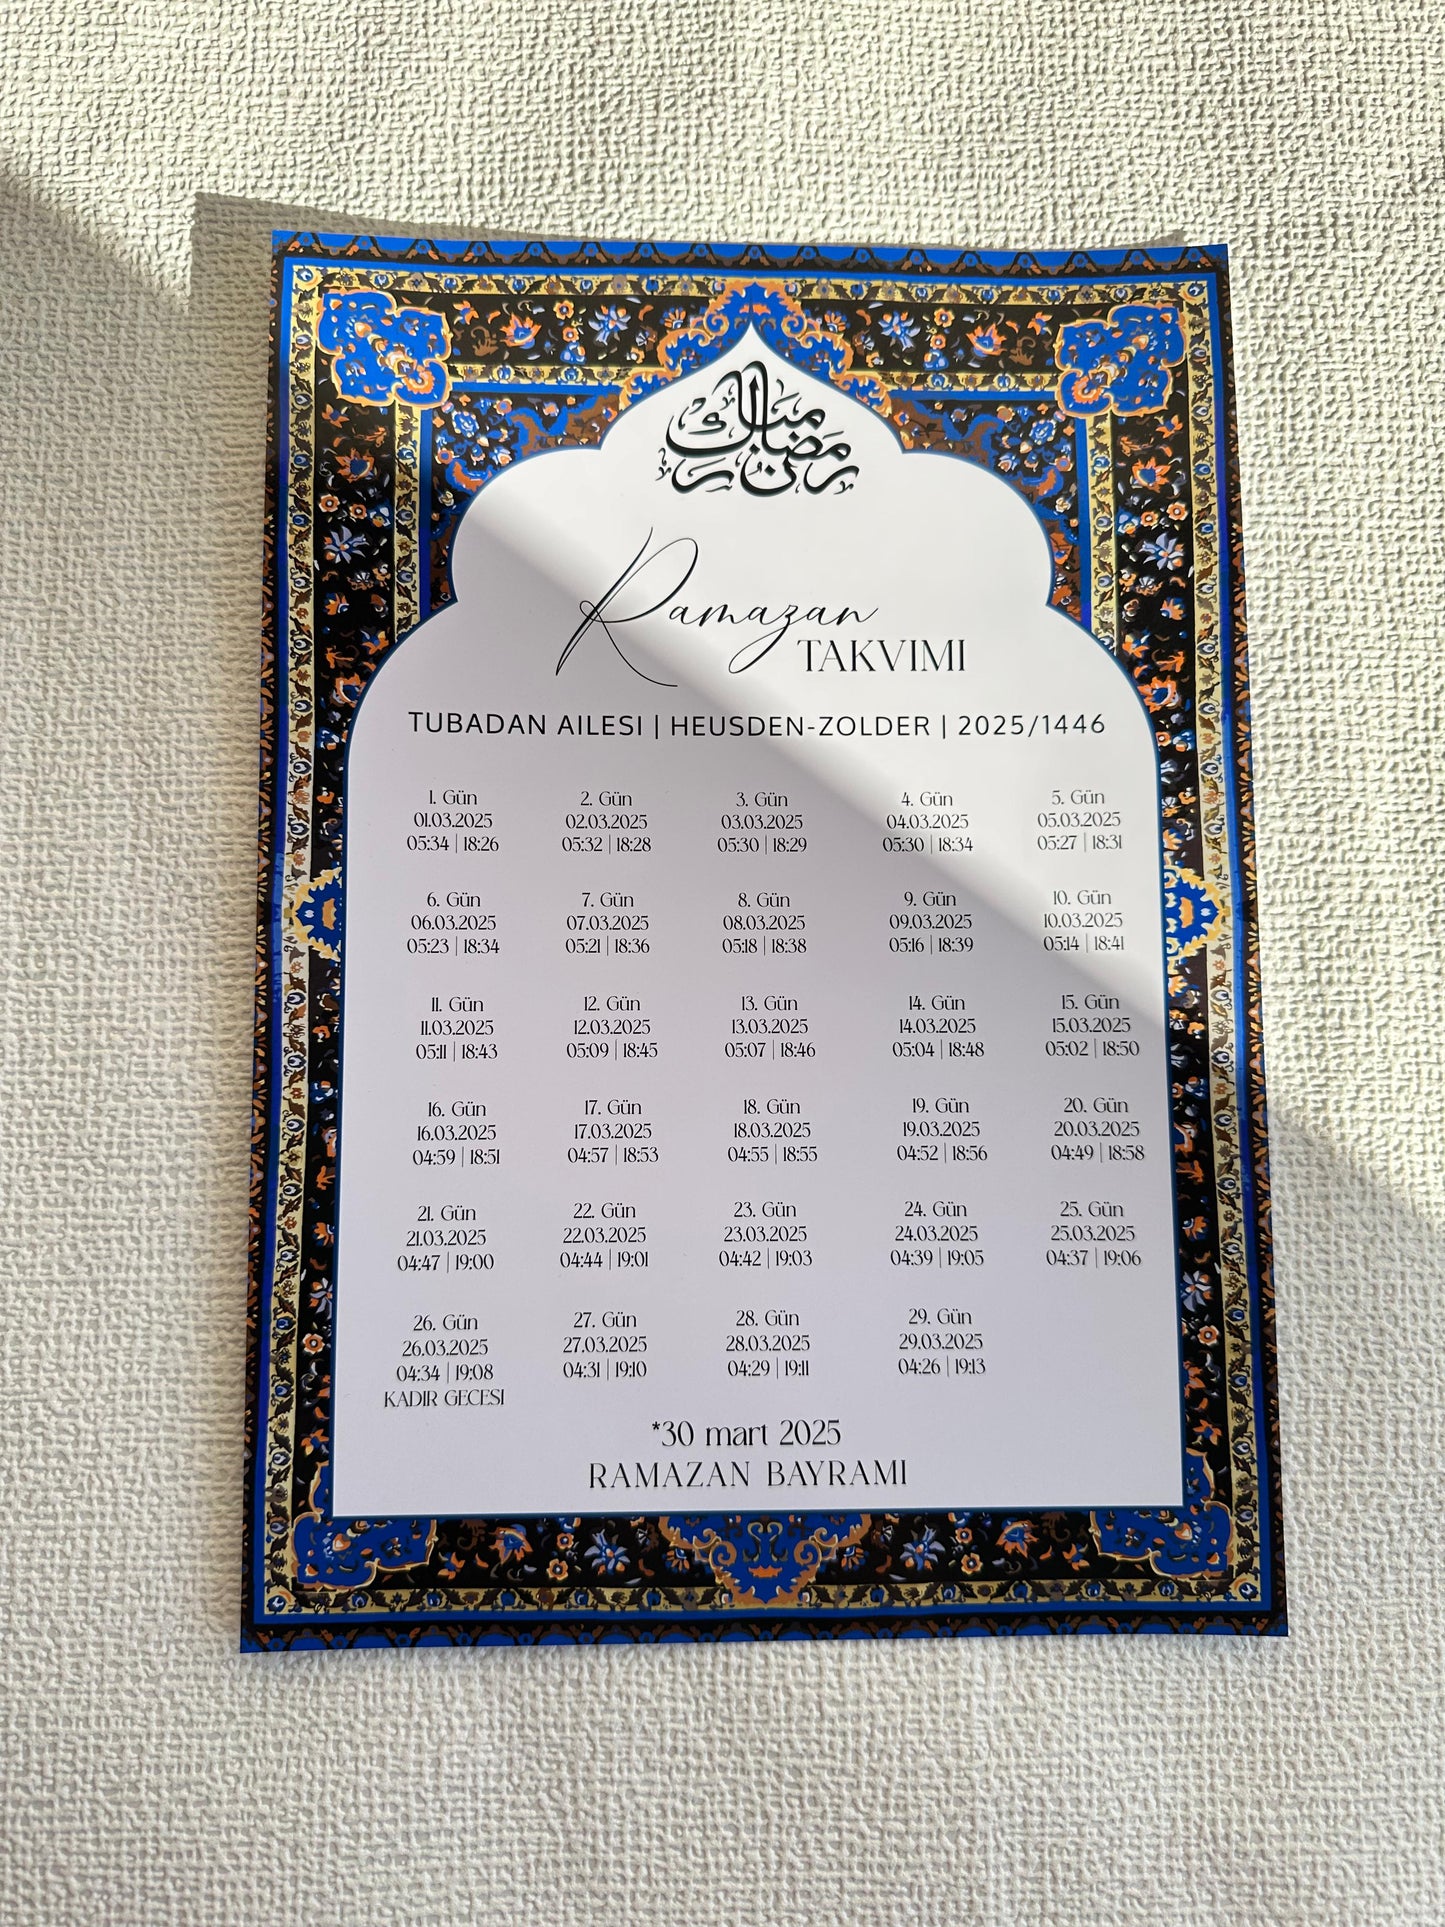 رمضان مبارك
Ramazan
TAKVIMI
TUBADAN AILESI | HEUSDEN-ZOLDER | 2025/1446
1. Gün 2. Gün 3. Gün 4. Gün 5. Gün
01.03.2025 02.03.2025 03.03.2025 04.03.2025 05.03.2025
05:34 | 18:26 05:32 | 18:28 05:30 | 18:29 05:30 | 18:34 05:27 | 18:31
6. Gün 7. Gün 8. Gün 9. Gün 10. Gün
06.03.2025 07.03.2025 08.03.2025 09.03.2025 10.03.2025
05:23 | 18:34 05:21 | 18:36 05:18 | 18:38 05:16 | 18:39 05:14 | 18:41
11. Gün 12. Gün 13. Gün 14. Gün 15. Gün
11.03.2025 12.03.2025 13.03.2025 14.03.2025 15.03.2025
05:11 | 18:43 05:09 | 18:45 05:07 | 18:46 05:04 | 18:48 05:02 | 18:50
16. Gün 17. Gün 18. Gün 19. Gün 20. Gün
16.03.2025 17.03.2025 18.03.2025 19.03.2025 20.03.2025
04:59 | 18:51 04:57 | 18:53 04:55 | 18:55 04:52 | 18:56 04:49 | 18:58
21. Gün 22. Gün 23. Gün 24. Gün 25. Gün
21.03.2025 22.03.2025 23.03.2025 24.03.2025 25.03.2025
04:47 | 19:00 04:44 | 19:01 04:42 | 19:03 04:39 | 19:05 04:37 | 19:06
26. Gün 27. Gün 28. Gün 29. Gün
26.03.2025 27.03.2025 28.03.2025 29.03.2025
04:34 | 19:08 04:31 | 19:10 04:29 | 19:11 04:26 | 19:13
KADIR GECESI
*30 mart 2025
RAMAZAN BAYRAMI